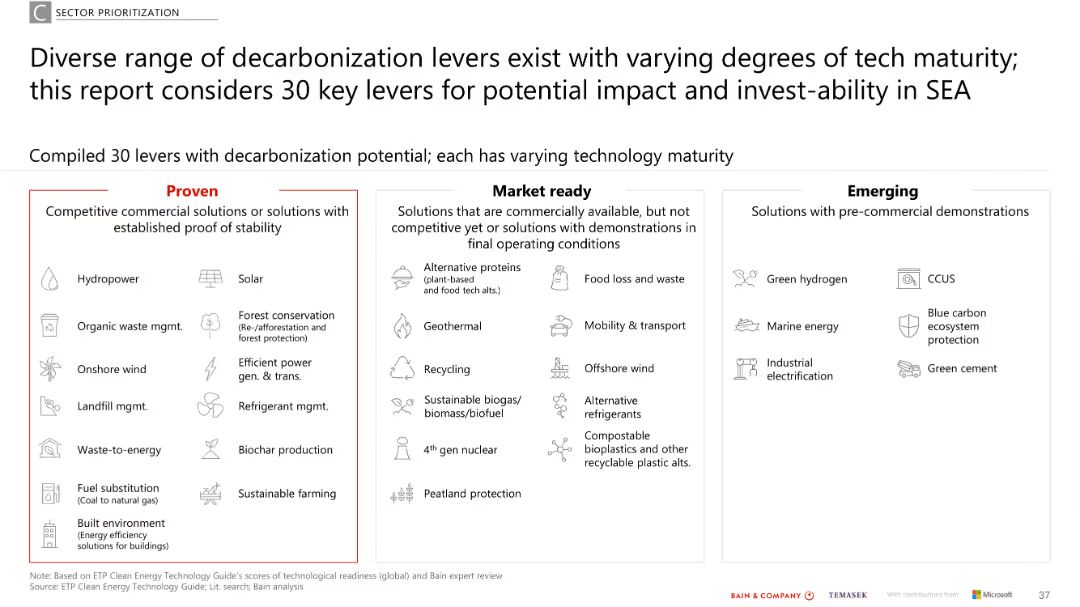 C SECTOR PRIORITIZATION
Diverse range of decarbonization levers exist with varying degrees of tech maturity;
this report considers 30 key levers for potential impact and invest-ability in SEA
Compiled 30 levers with decarbonization potential; each has varying technology maturity
Proven
Competitive commercial solutions or solutions with
established proof of stability
Hydropower
Solar
Organic waste mgmt.
Forest conservation
(Re-/afforestation and
forest protection)
Onshore wind
Efficient power
gen. & trans.
Landfill mgmt.
Refrigerant mgmt.
Waste-to-energy
Biochar production
Fuel substitution
(Coal to natural gas)
Sustainable farming
Built environment
(Energy efficiency
solutions for buildings)
Market ready
Solutions that are commercially available, but not
competitive yet or solutions with demonstrations in
final operating conditions
Alternative proteins
(plant-based
and food tech alts.)
Food loss and waste
Geothermal
Mobility & transport
Recycling
Offshore wind
Sustainable biogas/
biomass/biofuel
Alternative
refrigerants
4th gen nuclear
Compostable
bioplastics and other
recyclable plastic alts.
Peatland protection
Emerging
Solutions with pre-commercial demonstrations
Green hydrogen
CCUS
Marine energy
Blue carbon
ecosystem
protection
Industrial
electrification
Green cement
Note: Based on ETP Clean Energy Technology Guide's scores of technological readiness (global) and Bain expert review
Source: ETP Clean Energy Technology Guide; Lit. search; Bain analysis
BAIN & COMPANY
TEMASEK
With contributions from
Microsoft
37